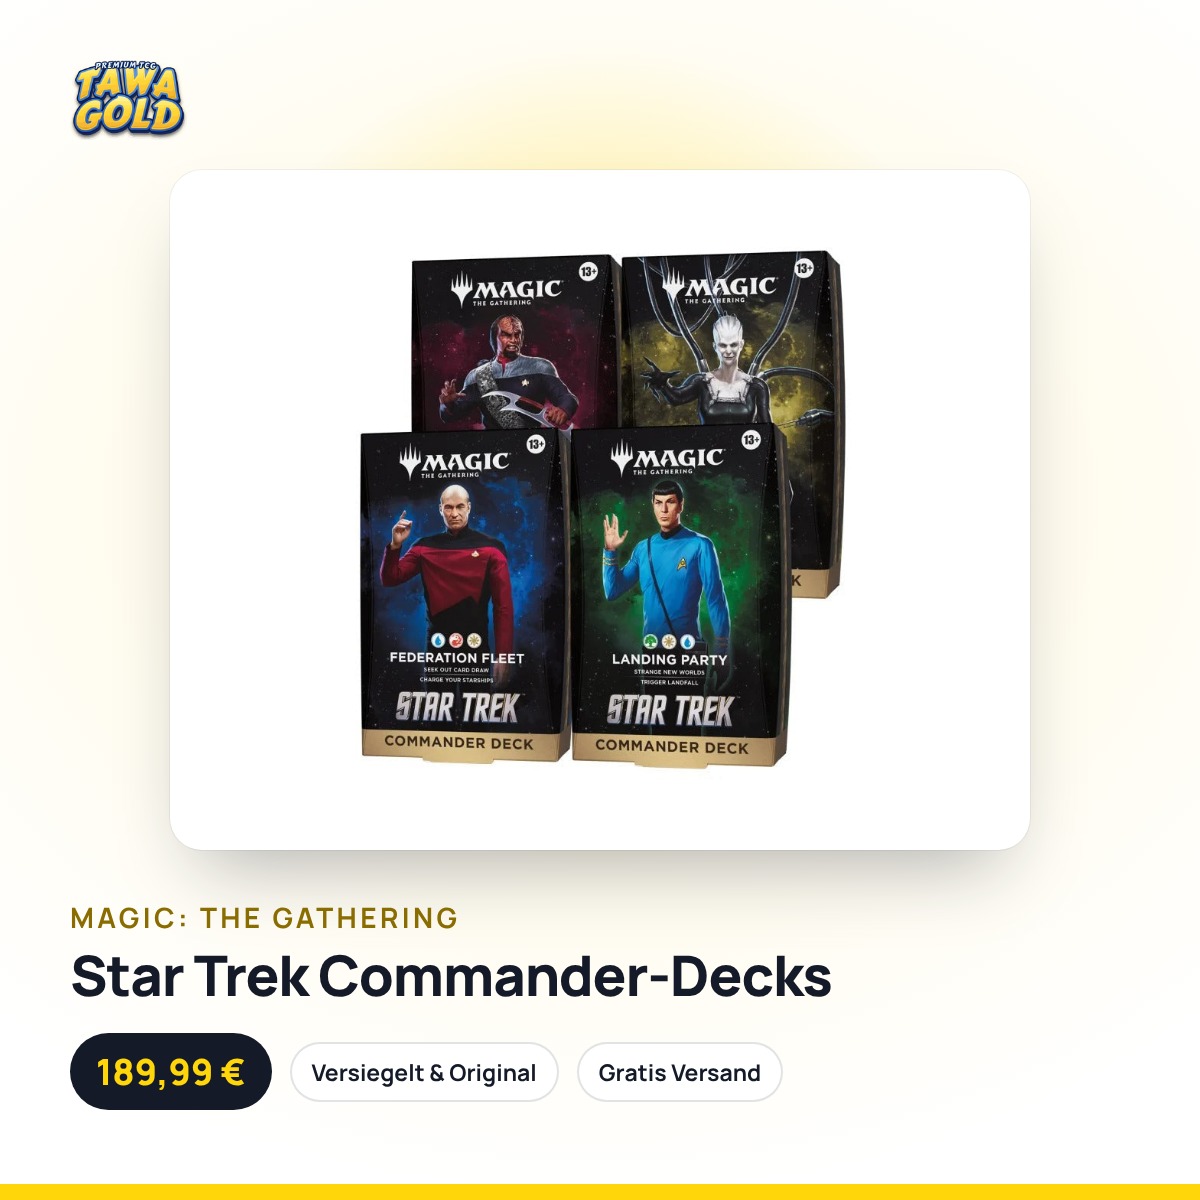 PREMIUM TCG
TAWA
GOLD
13+
MAGIC
THE GATHERING
13+
MAGIC
THE GATHERING
K
13+
MAGIC
THE GATHERING
FEDERATION FLEET
SEEK OUT CARD DRAW
CHARGE YOUR STARSHIPS
STAR TREK
COMMANDER DECK
13+
MAGIC
THE GATHERING
LANDING PARTY
STRANGE NEW WORLDS
TRIGGER LANDFALL
STAR TREK
COMMANDER DECK
MAGIC: THE GATHERING
Star Trek Commander-Decks
189,99 €
Versiegelt & Original
Gratis Versand